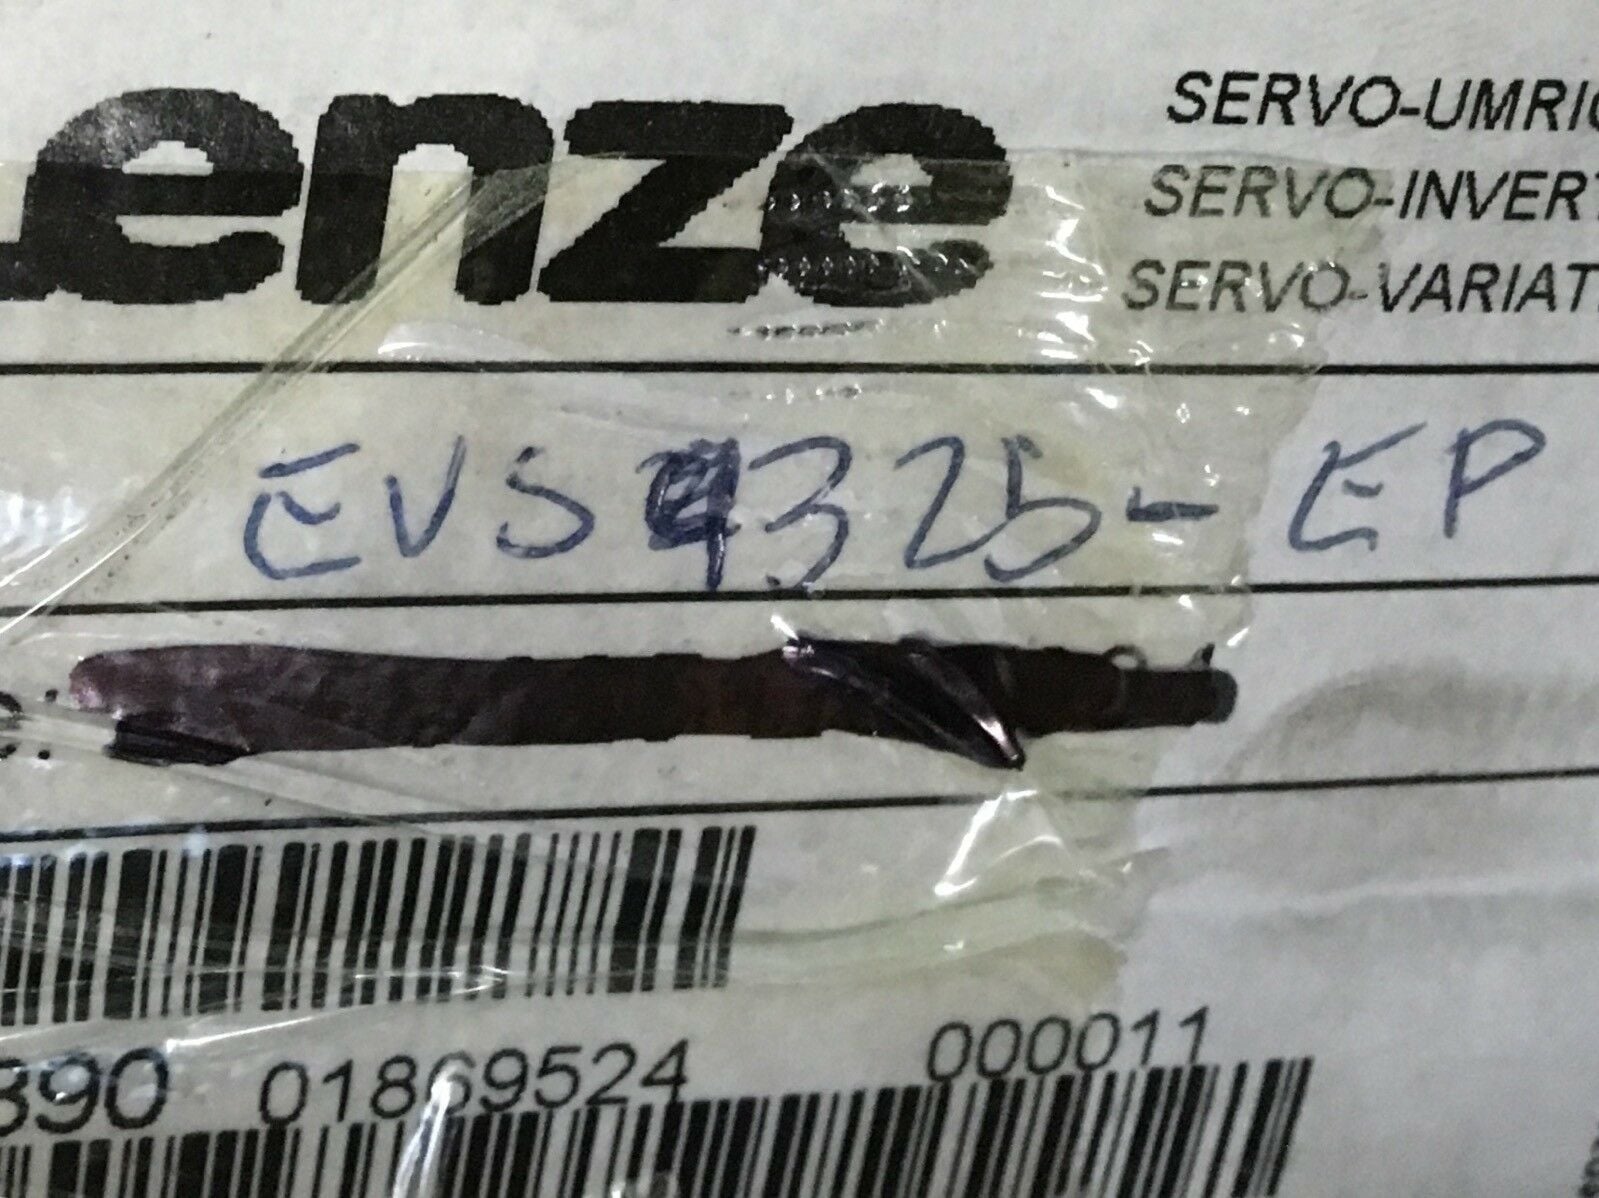 Lenze
SERVO-UMRIC
SERVO-INVERT
SERVO-VARIAT
EVS9325-EP
390 01869524
000011